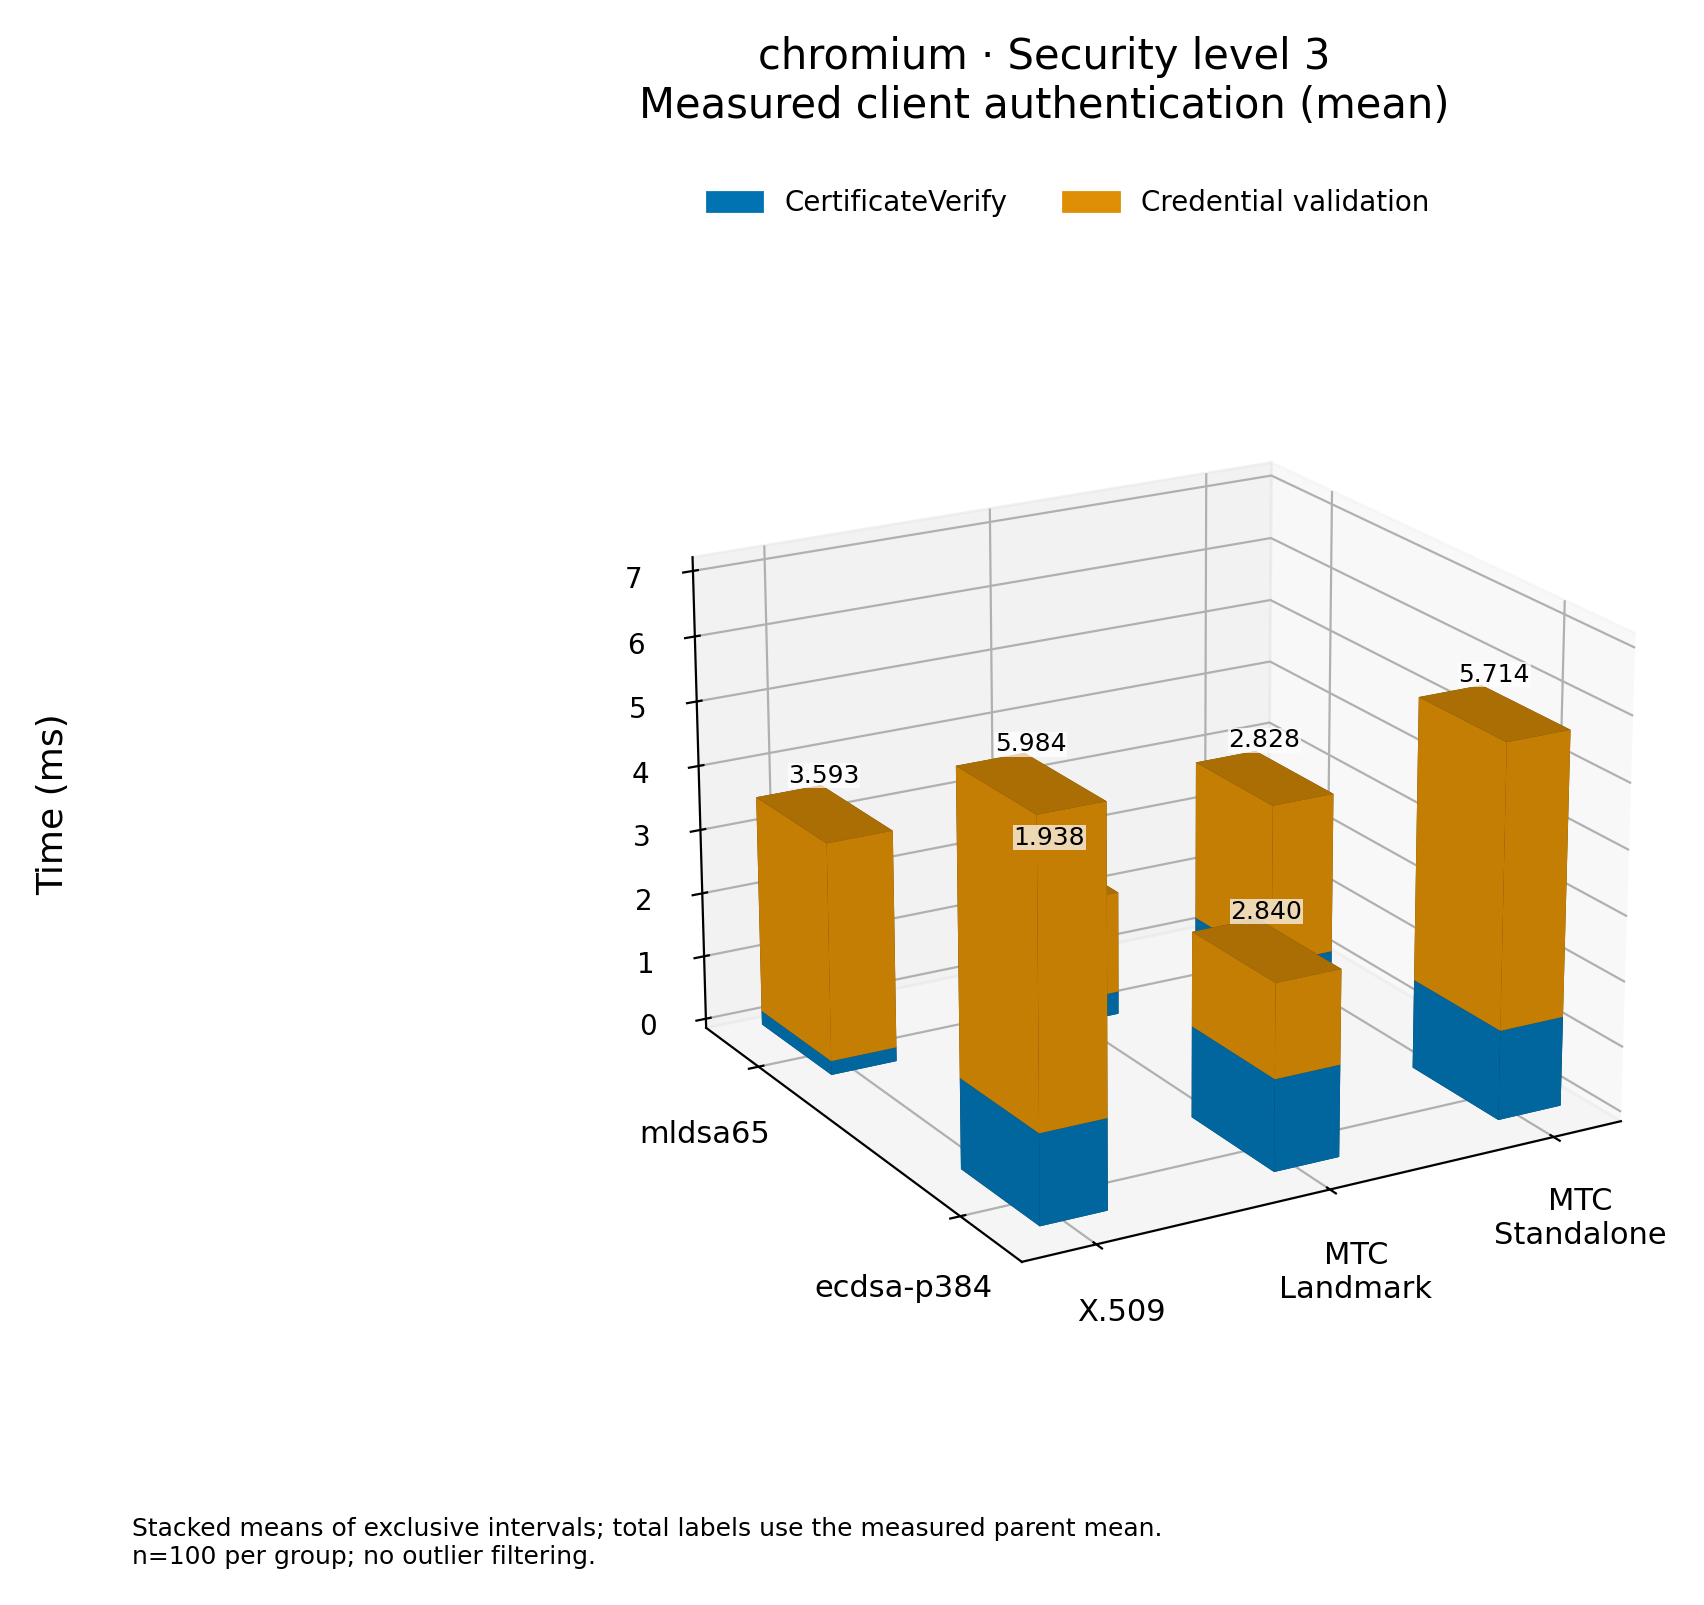 chromium · Security level 3
Measured client authentication (mean)
CertificateVerify
Credential validation
Time (ms)
7
6
5
4
3
2
1
0
3.593
5.984
1.938
2.828
2.840
5.714
mldsa65
ecdsa-p384
X.509
MTC
Landmark
MTC
Standalone
Stacked means of exclusive intervals; total labels use the measured parent mean.
n=100 per group; no outlier filtering.